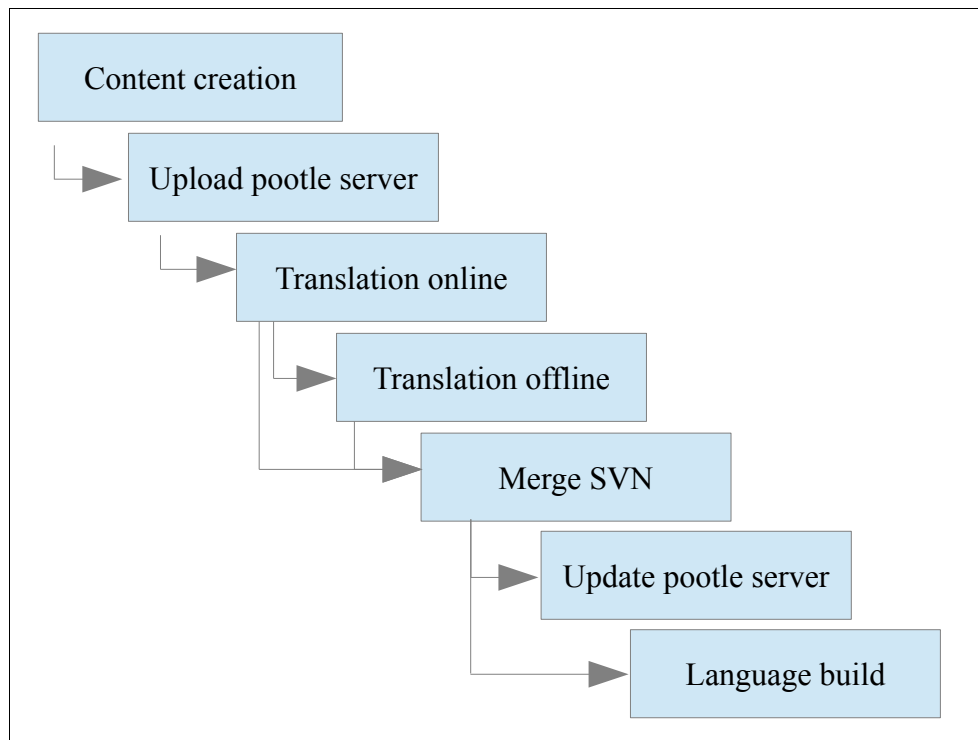 Content creation
Upload pootle server
Translation online
Translation offline
Merge SVN
Update pootle server
Language build